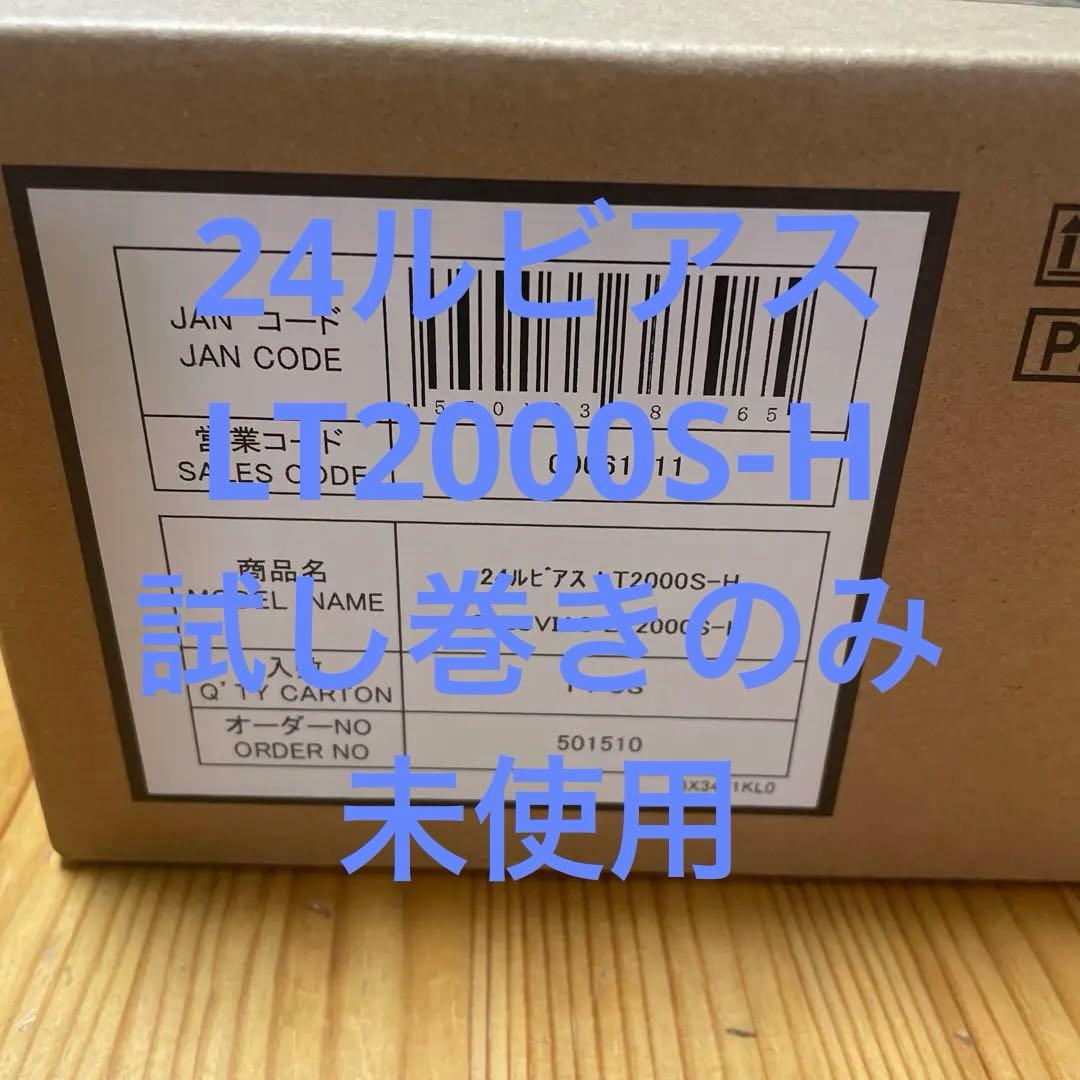 24ルビアス
LT2000S-H
試し巻きのみ
未使用
JAN コード
JAN CODE
営業コード
SALES CODE
商品名
MODEL NAME
24ルビアス LT2000S-H
入数
Q'TY CARTON
オーダーNO
ORDER NO
501510